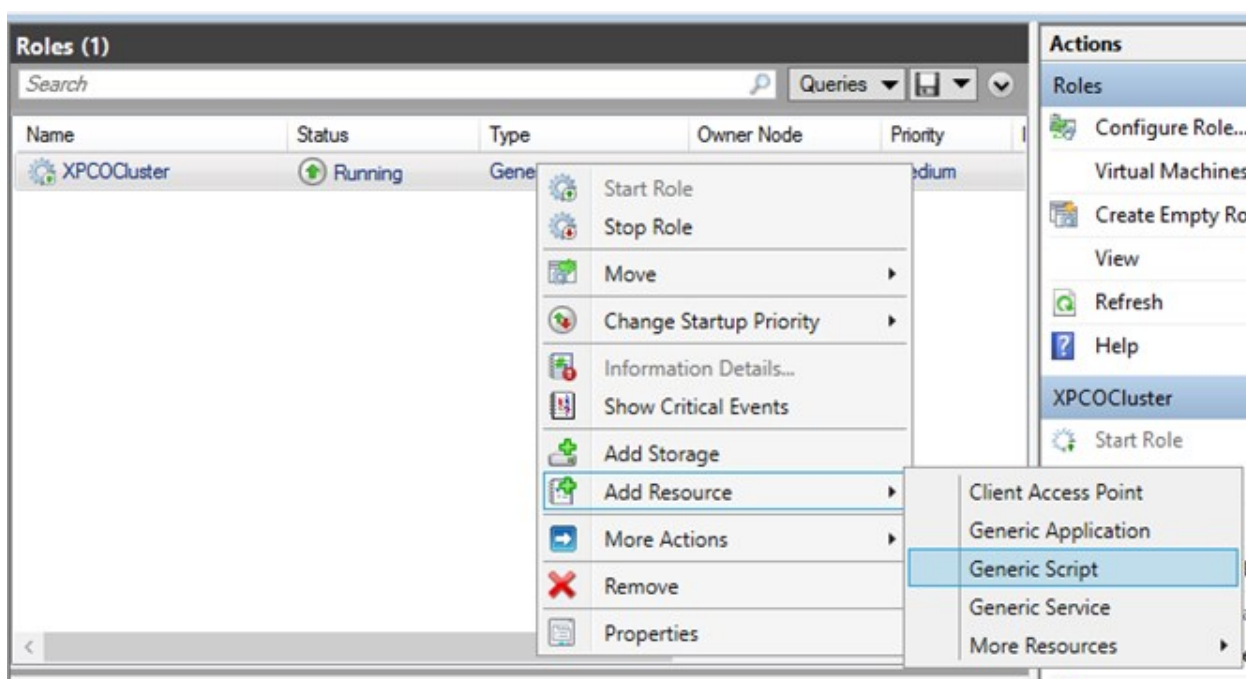 Roles (1)
Search
Queries
Name Status Type Owner Node Priority
XPCOCluster Running
Start Role
Stop Role
Move
Change Startup Priority
Information Details...
Show Critical Events
Add Storage
Add Resource
More Actions
Remove
Properties
Client Access Point
Generic Application
Generic Script
Generic Service
More Resources
Actions
Roles
Configure Role...
Virtual Machines
Create Empty Ro
View
Refresh
Help
XPCOCluster
Start Role